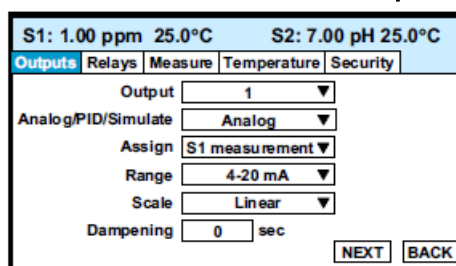 S1: 1.00 ppm 25.0°C S2: 7.00 pH 25.0°C
Outputs Relays Measure Temperature Security
Output 1
Analog/PID/Simulate Analog
Assign S1 measurement
Range 4-20 mA
Scale Linear
Dampening 0 sec
NEXT BACK